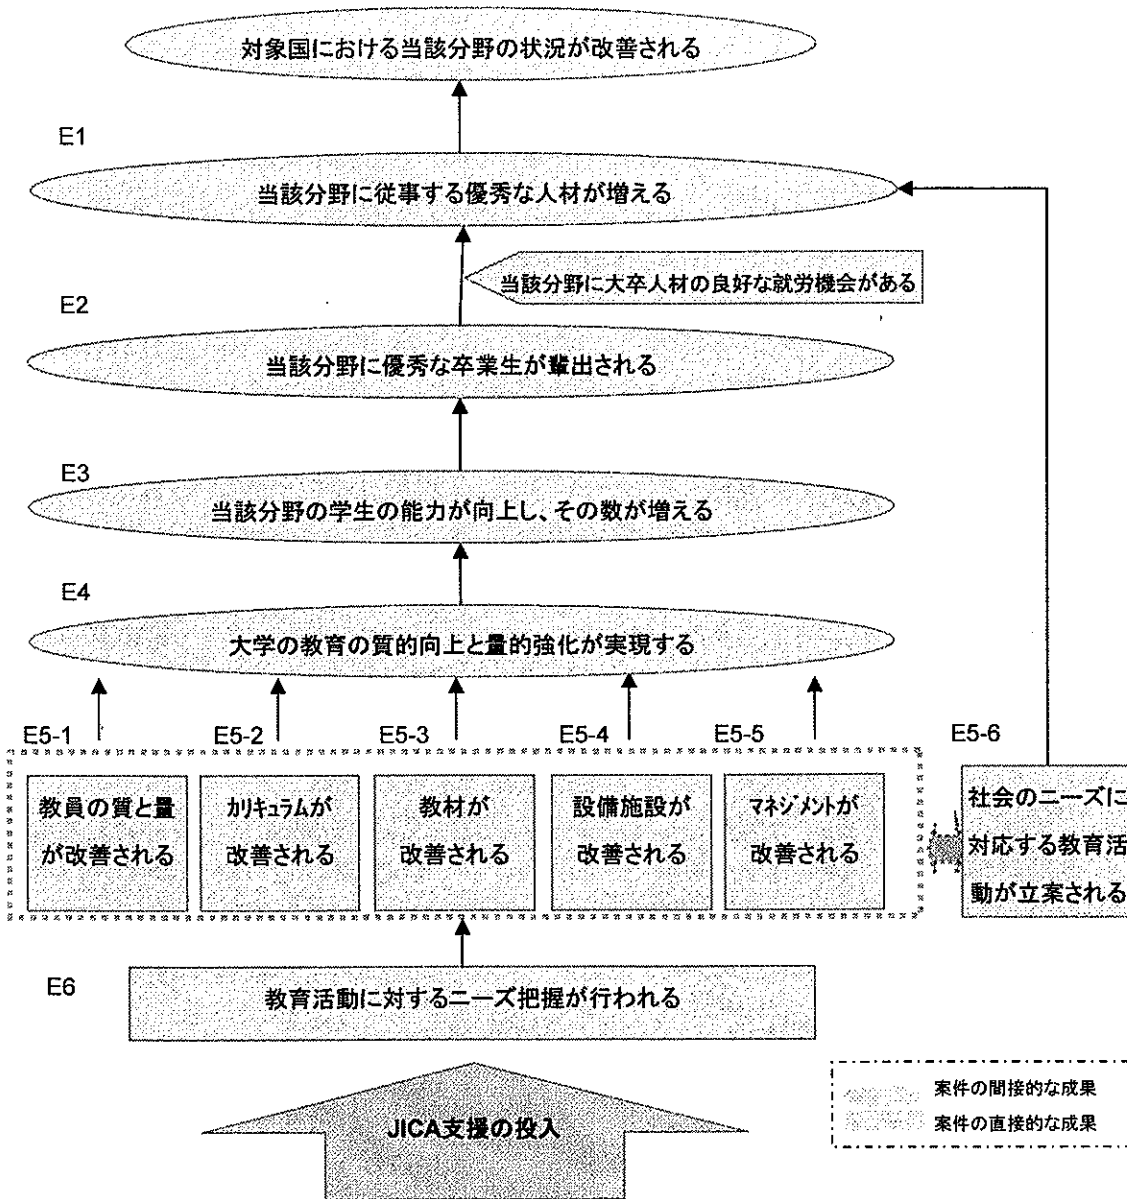 対象国における当該分野の状況が改善される
E1
当該分野に従事する優秀な人材が増える
当該分野に大卒人材の良好な就労機会がある
E2
当該分野に優秀な卒業生が輩出される
E3
当該分野の学生の能力が向上し、その数が増える
E4
大学の教育の質的向上と量的強化が実現する
E5-1
E5-2
E5-3
E5-4
E5-5
E5-6
教員の質と量
が改善される
カリキュラムが
改善される
教材が
改善される
設備施設が
改善される
マネジメントが
改善される
社会のニーズに
対応する教育活
動が立案される
E6
教育活動に対するニーズ把握が行われる
JICA支援の投入
案件の間接的な成果
案件の直接的な成果